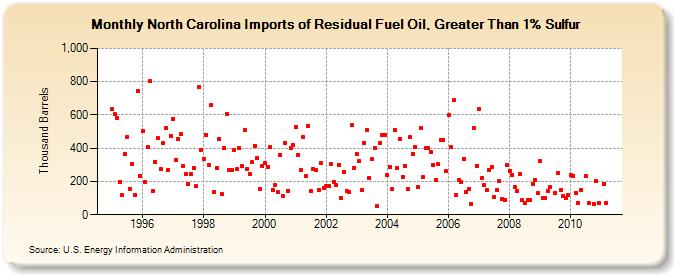 Monthly North Carolina Imports of Residual Fuel Oil, Greater Than 1% Sulfur
Thousand Barrels
1,000
800
600
400
200
0
1996 1998 2000 2002 2004 2006 2008 2010
Source: U.S. Energy Information Administration